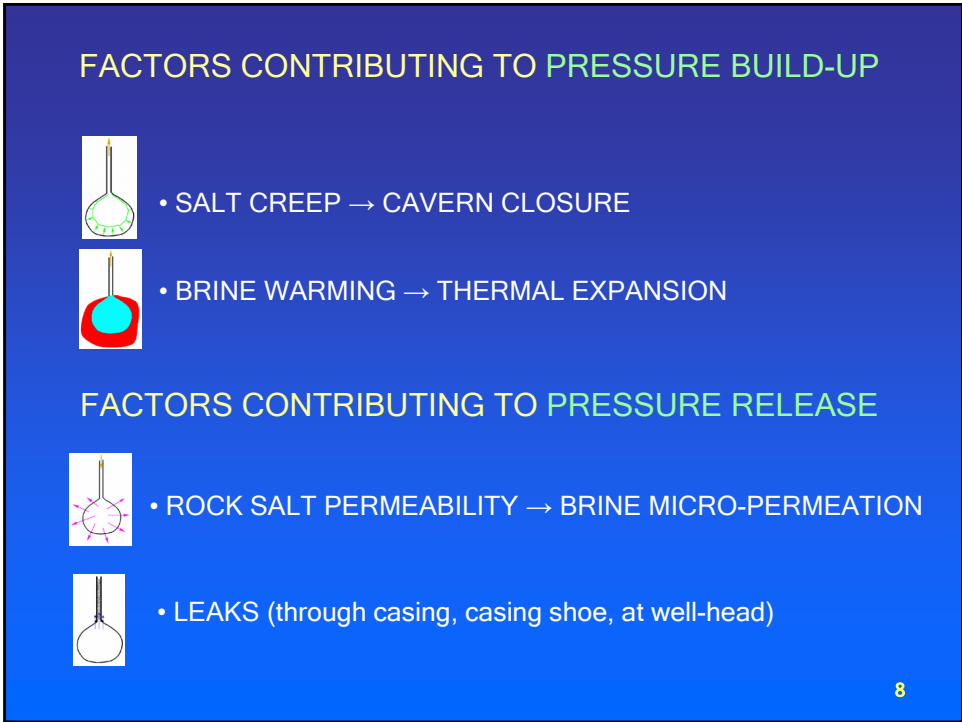 FACTORS CONTRIBUTING TO PRESSURE BUILD-UP
• SALT CREEP → CAVERN CLOSURE
• BRINE WARMING → THERMAL EXPANSION
FACTORS CONTRIBUTING TO PRESSURE RELEASE
• ROCK SALT PERMEABILITY → BRINE MICRO-PERMEATION
• LEAKS (through casing, casing shoe, at well-head)
8